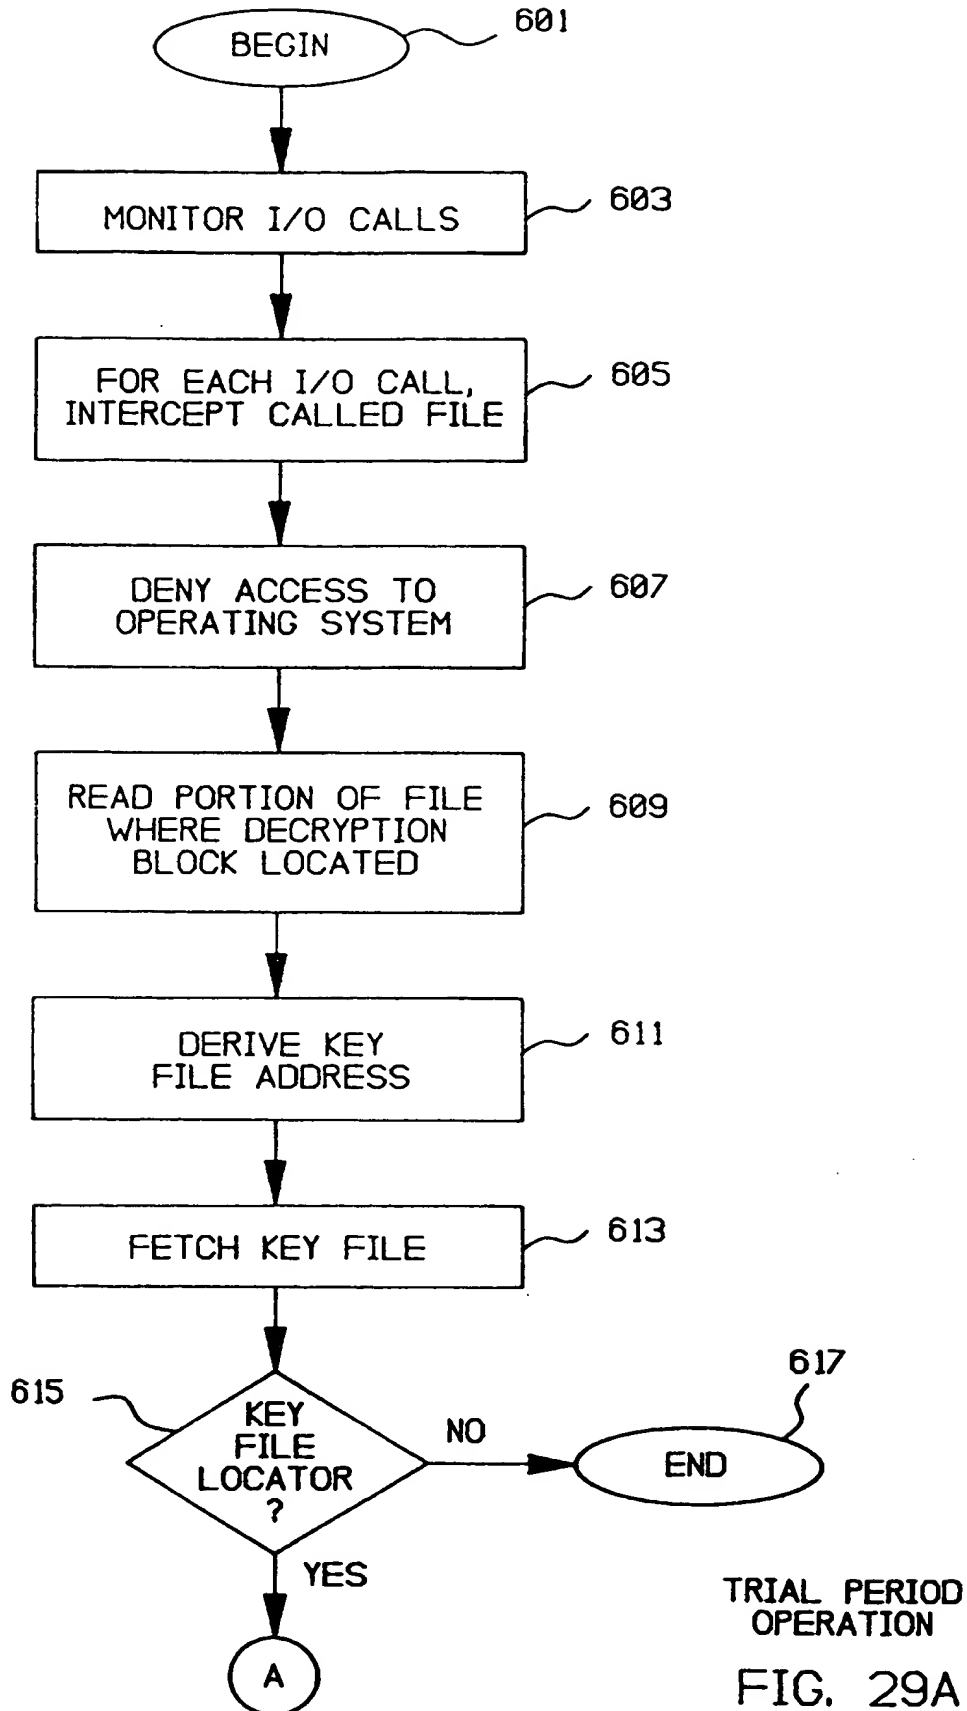 BEGIN
601
MONITOR I/O CALLS
603
FOR EACH I/O CALL,
INTERCEPT CALLED FILE
605
DENY ACCESS TO
OPERATING SYSTEM
607
READ PORTION OF FILE
WHERE DECRYPTION
BLOCK LOCATED
609
DERIVE KEY
FILE ADDRESS
611
FETCH KEY FILE
613
615
KEY
FILE
LOCATOR
?
NO
617
END
YES
A
TRIAL PERIOD
OPERATION
FIG. 29A